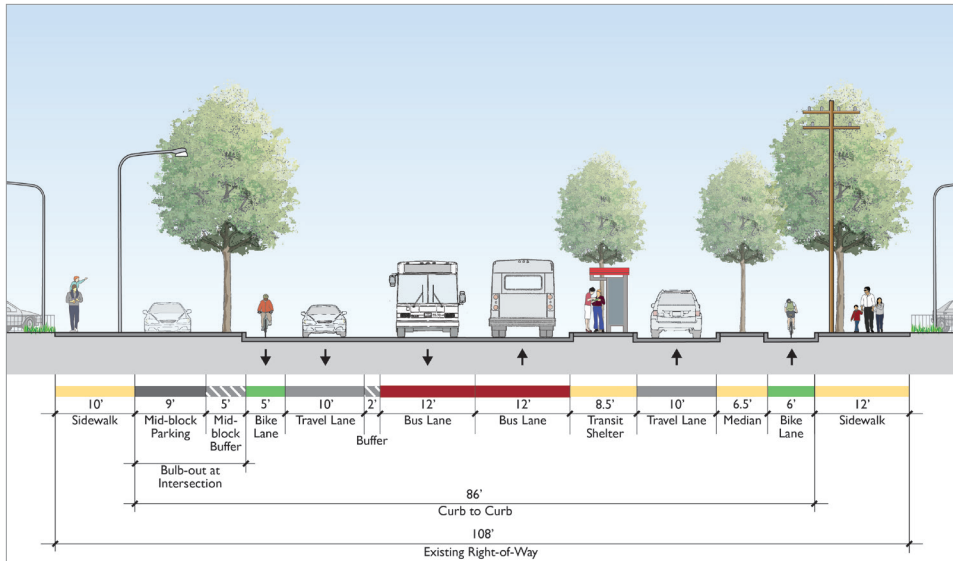 10’ 9’ 5’ 5’ 10’ 2’ 12’ 12’ 8.5’ 10’ 6.5’ 6’ 12’
Sidewalk
Mid-block
Parking
Mid-
block
Buffer
Bike
Lane
Travel Lane
Buffer
Bus Lane
Bus Lane
Transit
Shelter
Travel Lane
Median
Bike
Lane
Sidewalk
Bulb-out at
Intersection
86’
Curb to Curb
108’
Existing Right-of-Way